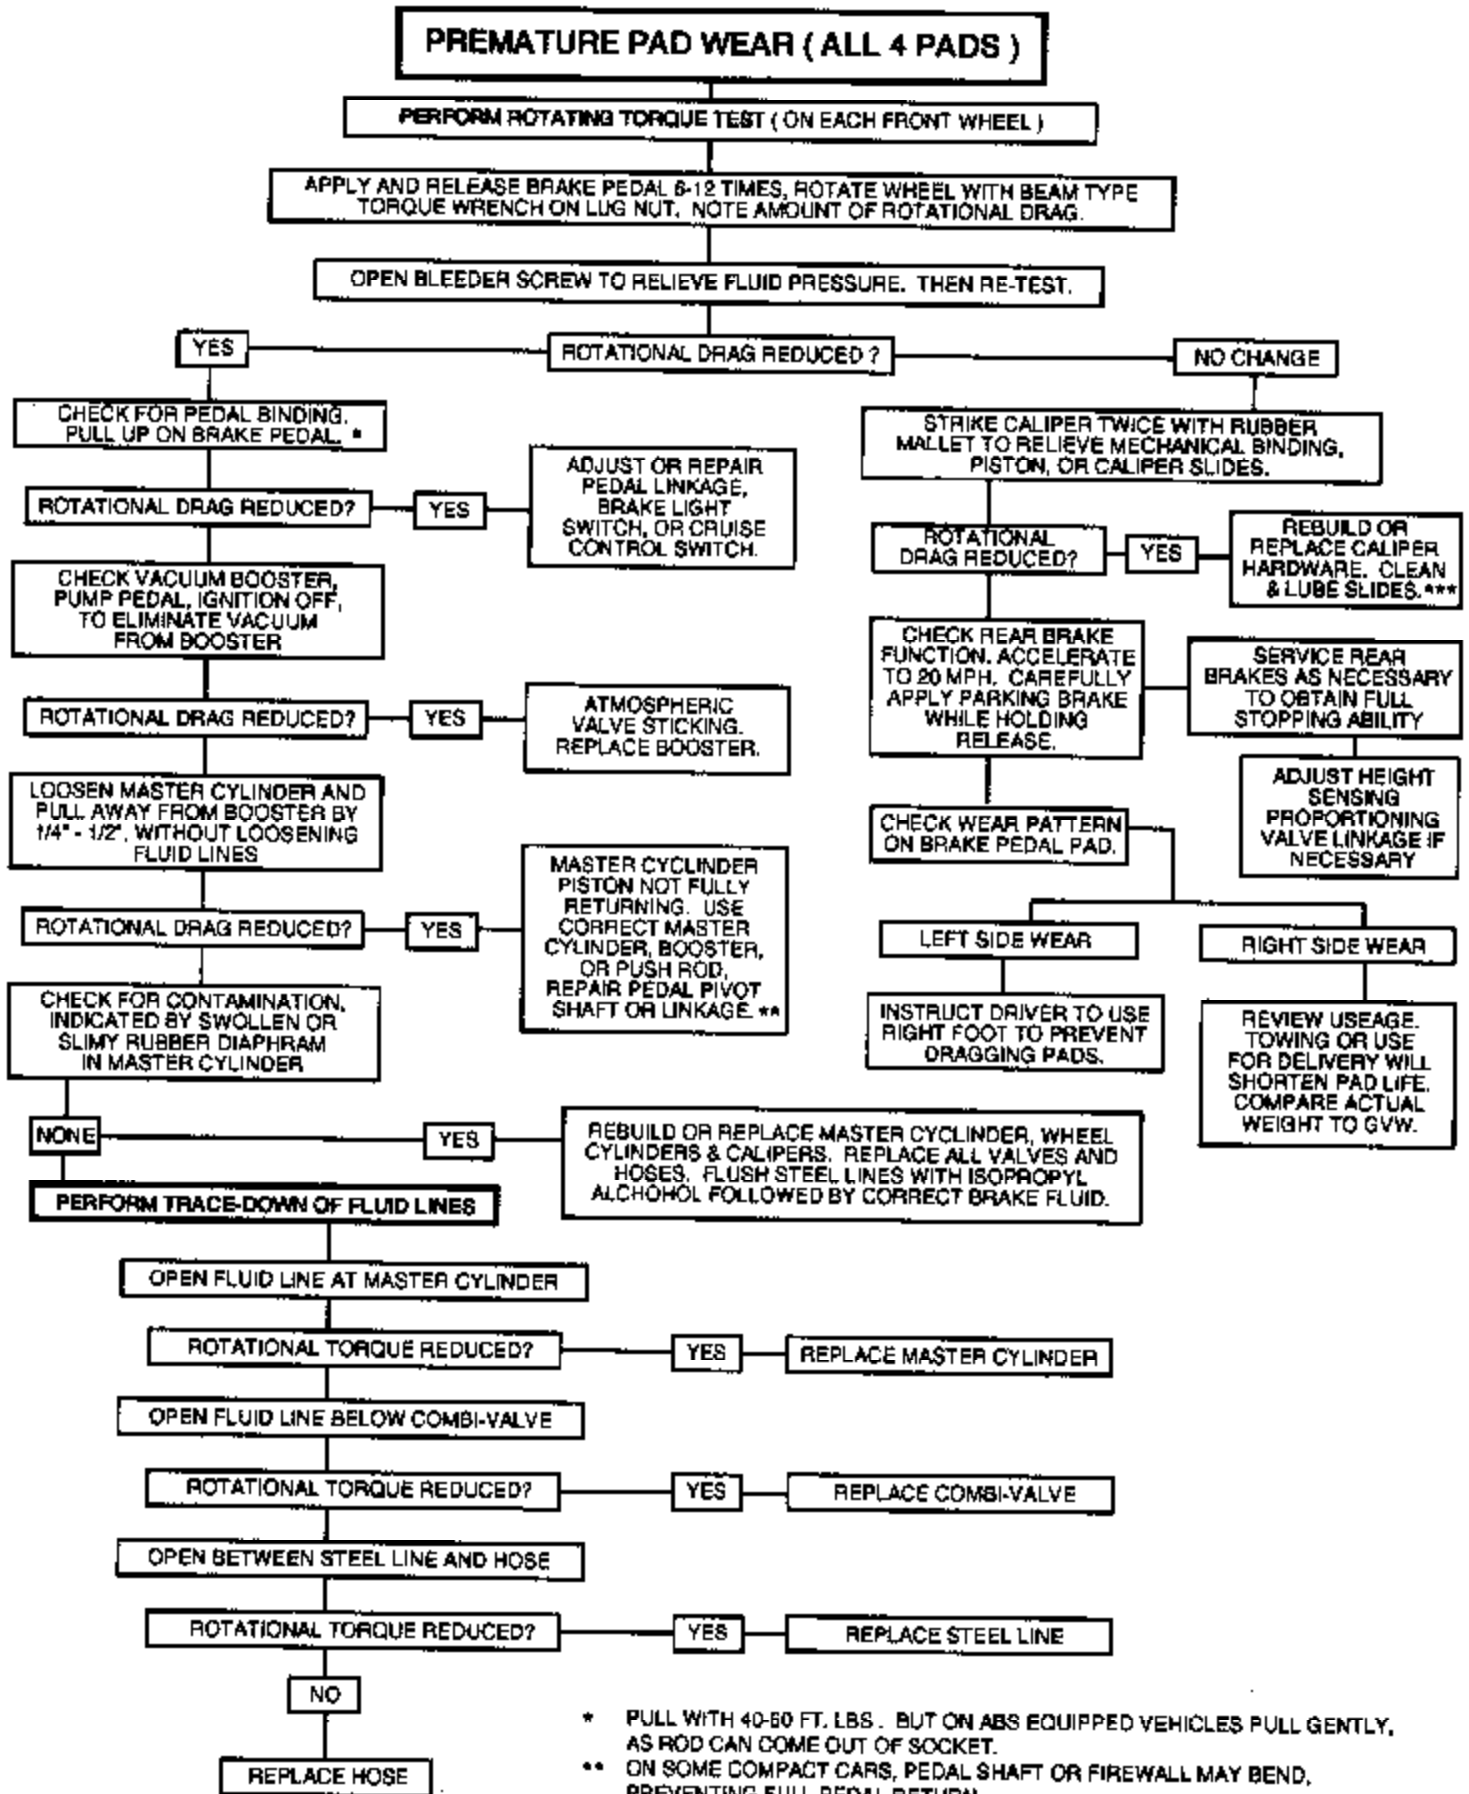 PREMATURE PAD WEAR ( ALL 4 PADS )
PERFORM ROTATING TORQUE TEST ( ON EACH FRONT WHEEL )
APPLY AND RELEASE BRAKE PEDAL 6-12 TIMES, ROTATE WHEEL WITH BEAM TYPE
TORQUE WRENCH ON LUG NUT. NOTE AMOUNT OF ROTATIONAL DRAG.
OPEN BLEEDER SCREW TO RELIEVE FLUID PRESSURE. THEN RE-TEST.
ROTATIONAL DRAG REDUCED ?
YES
CHECK FOR PEDAL BINDING.
PULL UP ON BRAKE PEDAL. *
ROTATIONAL DRAG REDUCED?
YES
ADJUST OR REPAIR
PEDAL LINKAGE,
BRAKE LIGHT
SWITCH, OR CRUISE
CONTROL SWITCH.
CHECK VACUUM BOOSTER,
PUMP PEDAL, IGNITION OFF,
TO ELIMINATE VACUUM
FROM BOOSTER
ROTATIONAL DRAG REDUCED?
YES
ATMOSPHERIC
VALVE STICKING.
REPLACE BOOSTER.
LOOSEN MASTER CYLINDER AND
PULL AWAY FROM BOOSTER BY
1/4" - 1/2", WITHOUT LOOSENING
FLUID LINES
ROTATIONAL DRAG REDUCED?
YES
MASTER CYCLINDER
PISTON NOT FULLY
RETURNING. USE
CORRECT MASTER
CYLINDER, BOOSTER,
OR PUSH ROD,
REPAIR PEDAL PIVOT
SHAFT OR LINKAGE. **
CHECK FOR CONTAMINATION,
INDICATED BY SWOLLEN OR
SLIMY RUBBER DIAPHRAM
IN MASTER CYLINDER
NONE
YES
REBUILD OR REPLACE MASTER CYCLINDER, WHEEL
CYLINDERS & CALIPERS. REPLACE ALL VALVES AND
HOSES. FLUSH STEEL LINES WITH ISOPROPYL
ALCHOHOL FOLLOWED BY CORRECT BRAKE FLUID.
NO CHANGE
STRIKE CALIPER TWICE WITH RUBBER
MALLET TO RELIEVE MECHANICAL BINDING,
PISTON, OR CALIPER SLIDES.
ROTATIONAL
DRAG REDUCED?
YES
REBUILD OR
REPLACE CALIPER
HARDWARE. CLEAN
& LUBE SLIDES.***
CHECK REAR BRAKE
FUNCTION. ACCELERATE
TO 20 MPH. CAREFULLY
APPLY PARKING BRAKE
WHILE HOLDING
RELEASE.
SERVICE REAR
BRAKES AS NECESSARY
TO OBTAIN FULL
STOPPING ABILITY
ADJUST HEIGHT
SENSING
PROPORTIONING
VALVE LINKAGE IF
NECESSARY
CHECK WEAR PATTERN
ON BRAKE PEDAL PAD.
LEFT SIDE WEAR
INSTRUCT DRIVER TO USE
RIGHT FOOT TO PREVENT
DRAGGING PADS.
RIGHT SIDE WEAR
REVIEW USEAGE.
TOWING OR USE
FOR DELIVERY WILL
SHORTEN PAD LIFE.
COMPARE ACTUAL
WEIGHT TO GVW.
PERFORM TRACE-DOWN OF FLUID LINES
OPEN FLUID LINE AT MASTER CYLINDER
ROTATIONAL TORQUE REDUCED?
YES
REPLACE MASTER CYLINDER
OPEN FLUID LINE BELOW COMBI-VALVE
ROTATIONAL TORQUE REDUCED?
YES
REPLACE COMBI-VALVE
OPEN BETWEEN STEEL LINE AND HOSE
ROTATIONAL TORQUE REDUCED?
YES
REPLACE STEEL LINE
NO
REPLACE HOSE
* PULL WITH 40-60 FT. LBS. BUT ON ABS EQUIPPED VEHICLES PULL GENTLY,
AS ROD CAN COME OUT OF SOCKET.
** ON SOME COMPACT CARS, PEDAL SHAFT OR FIREWALL MAY BEND,
PREVENTING FULL PEDAL RETURN